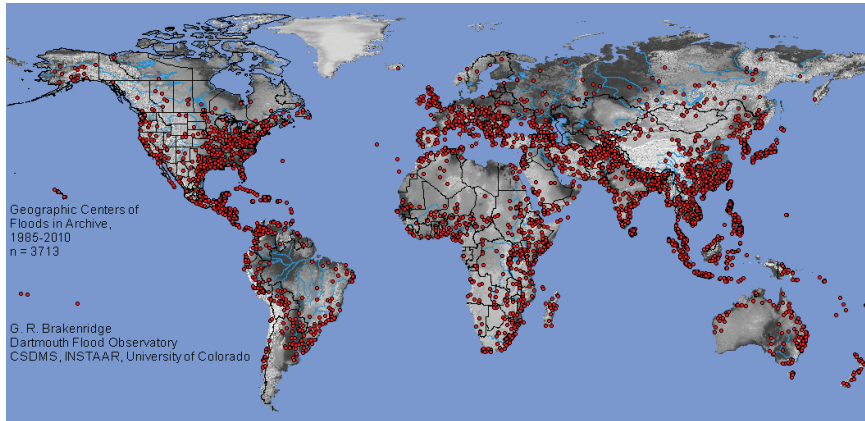 Geographic Centers of
Floods in Archive,
1985-2010
n = 3713
G. R. Brakenridge
Dartmouth Flood Observatory
CSDMS, INSTAAR, University of Colorado